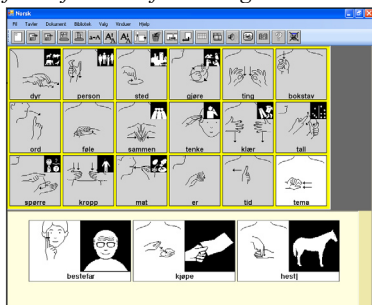 Norsk
Fil Tavler Dokument Bibliotek Valg Vinduer Hjelp
dyr person sted gjøre ting bokstav
ord føle sammen tenke klær tall
spørre kropp mat er tid tema
bestefar kjøpe hest